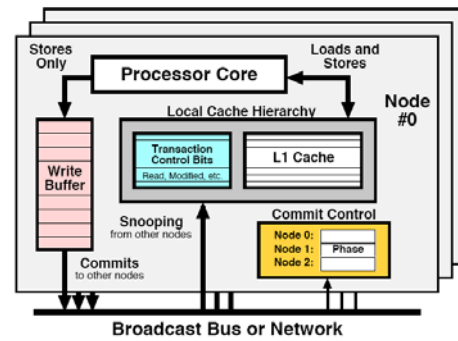 Stores
Only
Processor Core
Loads and
Stores
Node
#0
Local Cache Hierarchy
Transaction
Control Bits
Read, Modified, etc.
L1 Cache
Write
Buffer
Snooping
from other nodes
Commit Control
Node 0:
Node 1:
Phase
Node 2:
Commits
to other nodes
Broadcast Bus or Network